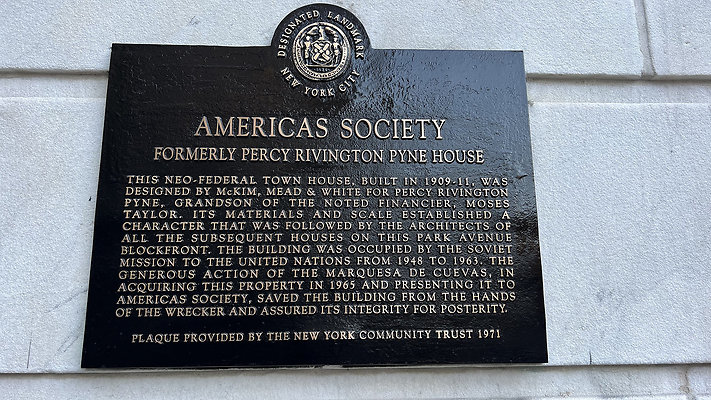 DESIGNATED LANDMARK
NEW YORK CITY
AMERICAS SOCIETY
FORMERLY PERCY RIVINGTON PYNE HOUSE
THIS NEO-FEDERAL TOWN HOUSE, BUILT IN 1909-11, WAS
DESIGNED BY McKIM, MEAD & WHITE FOR PERCY RIVINGTON
PYNE, GRANDSON OF THE NOTED FINANCIER, MOSES
TAYLOR. ITS MATERIALS AND SCALE ESTABLISHED A
CHARACTER THAT WAS FOLLOWED BY THE ARCHITECTS OF
ALL THE SUBSEQUENT HOUSES ON THIS PARK AVENUE
BLOCKFRONT. THE BUILDING WAS OCCUPIED BY THE SOVIET
MISSION TO THE UNITED NATIONS FROM 1948 TO 1963. THE
GENEROUS ACTION OF THE MARQUESA DE CUEVAS, IN
ACQUIRING THIS PROPERTY IN 1965 AND PRESENTING IT TO
AMERICAS SOCIETY, SAVED THE BUILDING FROM THE HANDS
OF THE WRECKER AND ASSURED ITS INTEGRITY FOR POSTERITY.
PLAQUE PROVIDED BY THE NEW YORK COMMUNITY TRUST 1971